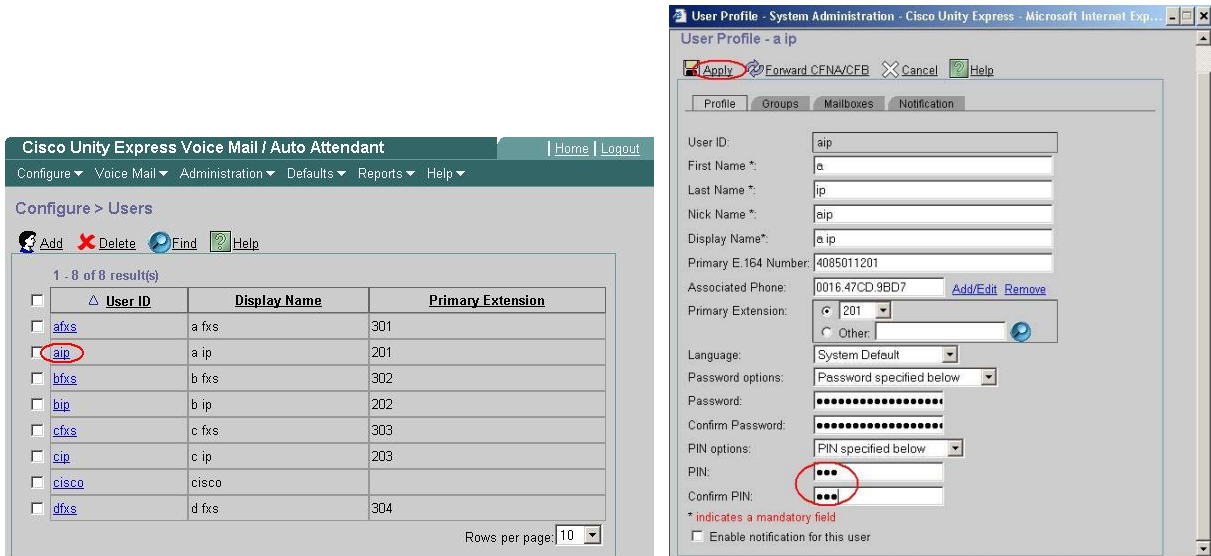 Cisco Unity Express Voice Mail / Auto Attendant
| Home | Logout
Configure Voice Mail Administration Defaults Reports Help
Configure > Users
Add Delete Find Help
1 - 8 of 8 result(s)
User ID Display Name Primary Extension
afxs a fxs 301
aip a ip 201
bfxs b fxs 302
bip b ip 202
cfxs c fxs 303
cip c ip 203
cisco cisco
dfxs d fxs 304
Rows per page: 10
User Profile - System Administration - Cisco Unity Express - Microsoft Internet Exp...
User Profile - a ip
Apply Forward CFNA/CFB Cancel Help
Profile Groups Mailboxes Notification
User ID: aip
First Name *: a
Last Name *: ip
Nick Name *: aip
Display Name*: a ip
Primary E.164 Number: 4085011201
Associated Phone: 0016.47CD.9BD7 Add/Edit Remove
Primary Extension: 201
Other:
Language: System Default
Password options: Password specified below
Password: ●●●●●●●●●●●●●●●●●●
Confirm Password: ●●●●●●●●●●●●●●●●●●
PIN options: PIN specified below
PIN: ●●●
Confirm PIN: ●●●
* indicates a mandatory field
Enable notification for this user